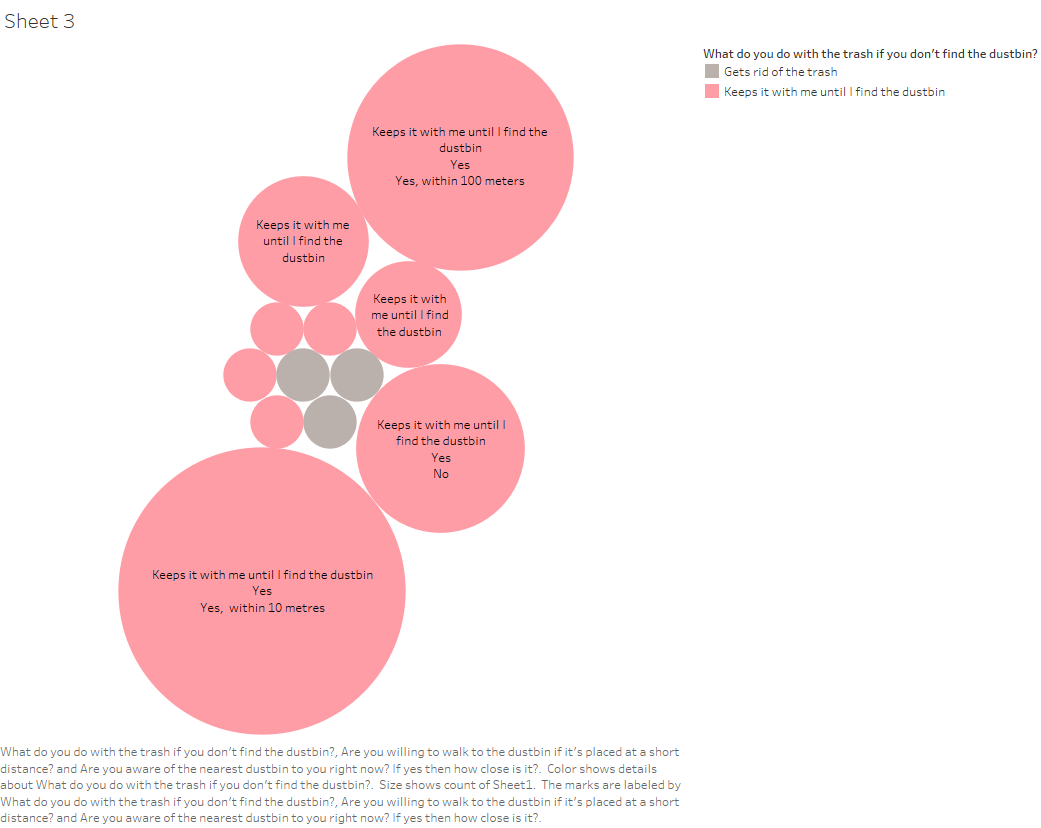 Sheet 3
What do you do with the trash if you don't find the dustbin?
Gets rid of the trash
Keeps it with me until I find the dustbin
Keeps it with me until I find the
dustbin
Yes
Yes, within 100 meters
Keeps it with me
until I find the
dustbin
Keeps it with
me until I find
the dustbin
Keeps it with me until I
find the dustbin
Yes
No
Keeps it with me until I find the dustbin
Yes
Yes,  within 10 metres
What do you do with the trash if you don't find the dustbin?, Are you willing to walk to the dustbin if it's placed at a short
distance? and Are you aware of the nearest dustbin to you right now? If yes then how close is it?.  Color shows details
about What do you do with the trash if you don't find the dustbin?.  Size shows count of Sheet1.  The marks are labeled by
What do you do with the trash if you don't find the dustbin?, Are you willing to walk to the dustbin if it's placed at a short
distance? and Are you aware of the nearest dustbin to you right now? If yes then how close is it?.